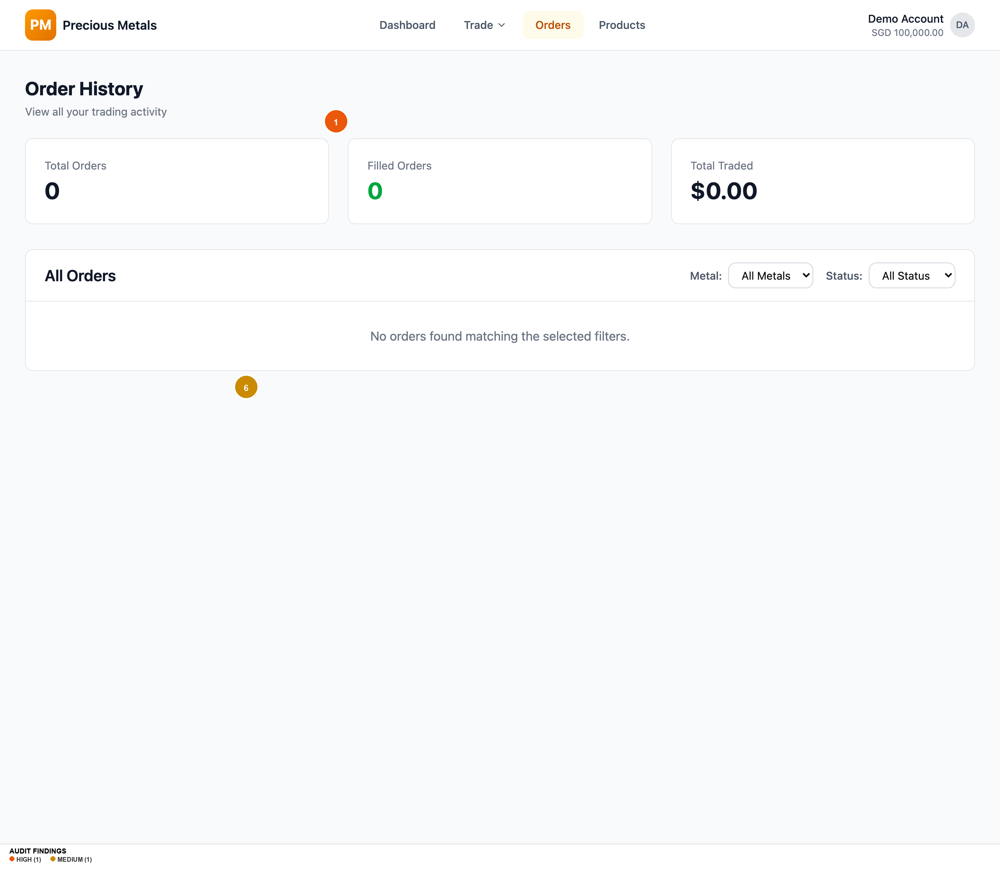 PM Precious Metals Dashboard Trade Orders Products Demo Account DA
SGD 100,000.00
Order History
View all your trading activity
1
Total Orders Filled Orders Total Traded
0 0 $0.00
All Orders Metal: All Metals Status: All Status
No orders found matching the selected filters.
6
AUDIT FINDINGS
HIGH (1) MEDIUM (1)